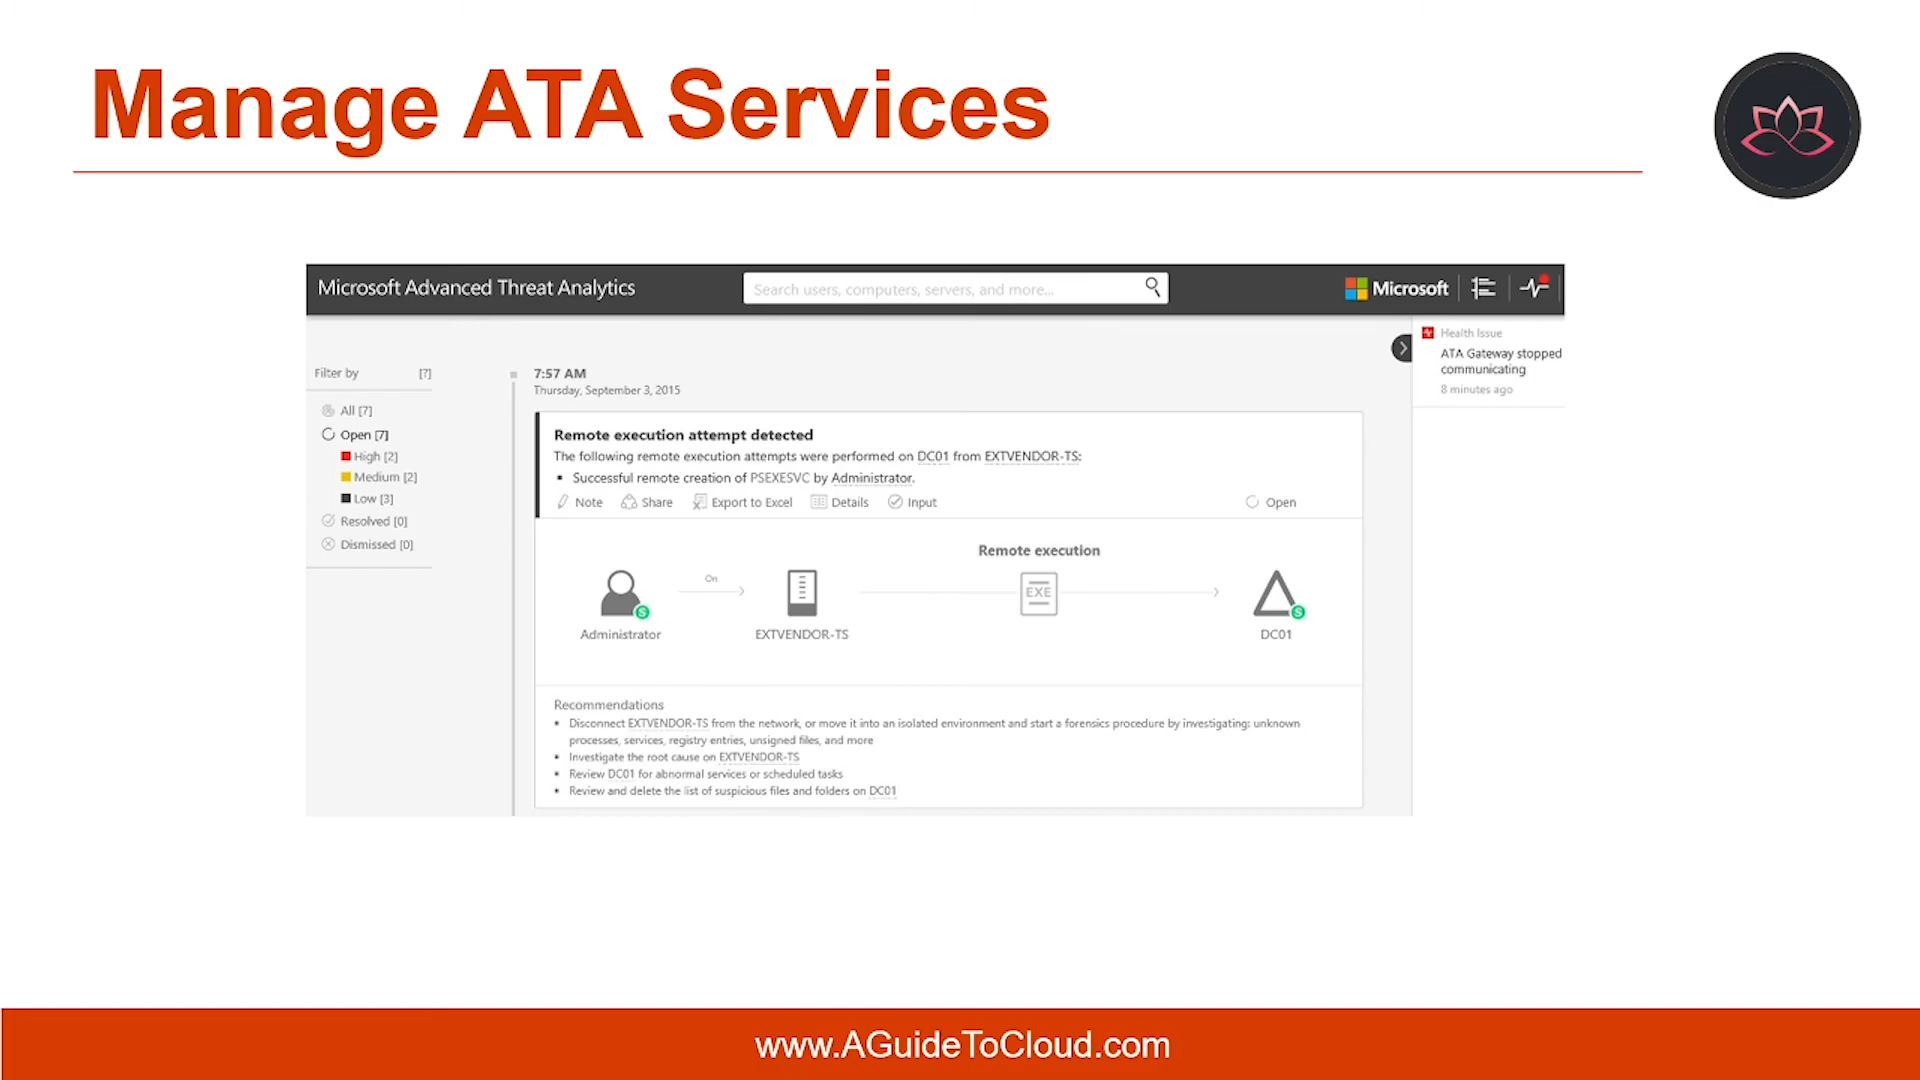 Manage ATA Services
Microsoft Advanced Threat Analytics
Search users, computers, servers, and more...
Microsoft
Health Issue
ATA Gateway stopped
communicating
8 minutes ago
Filter by [?]
All [7]
Open [7]
High [2]
Medium [2]
Low [3]
Resolved [0]
Dismissed [0]
7:57 AM
Thursday, September 3, 2015
Remote execution attempt detected
The following remote execution attempts were performed on DC01 from EXTVENDOR-TS:
▪ Successful remote creation of PSEXESVC by Administrator.
Note Share Export to Excel Details Input Open
Remote execution
On
EXE
S
S
Administrator EXTVENDOR-TS DC01
Recommendations
▪ Disconnect EXTVENDOR-TS from the network, or move it into an isolated environment and start a forensics procedure by investigating: unknown
processes, services, registry entries, unsigned files, and more
▪ Investigate the root cause on EXTVENDOR-TS
▪ Review DC01 for abnormal services or scheduled tasks
▪ Review and delete the list of suspicious files and folders on DC01
www.AGuideToCloud.com